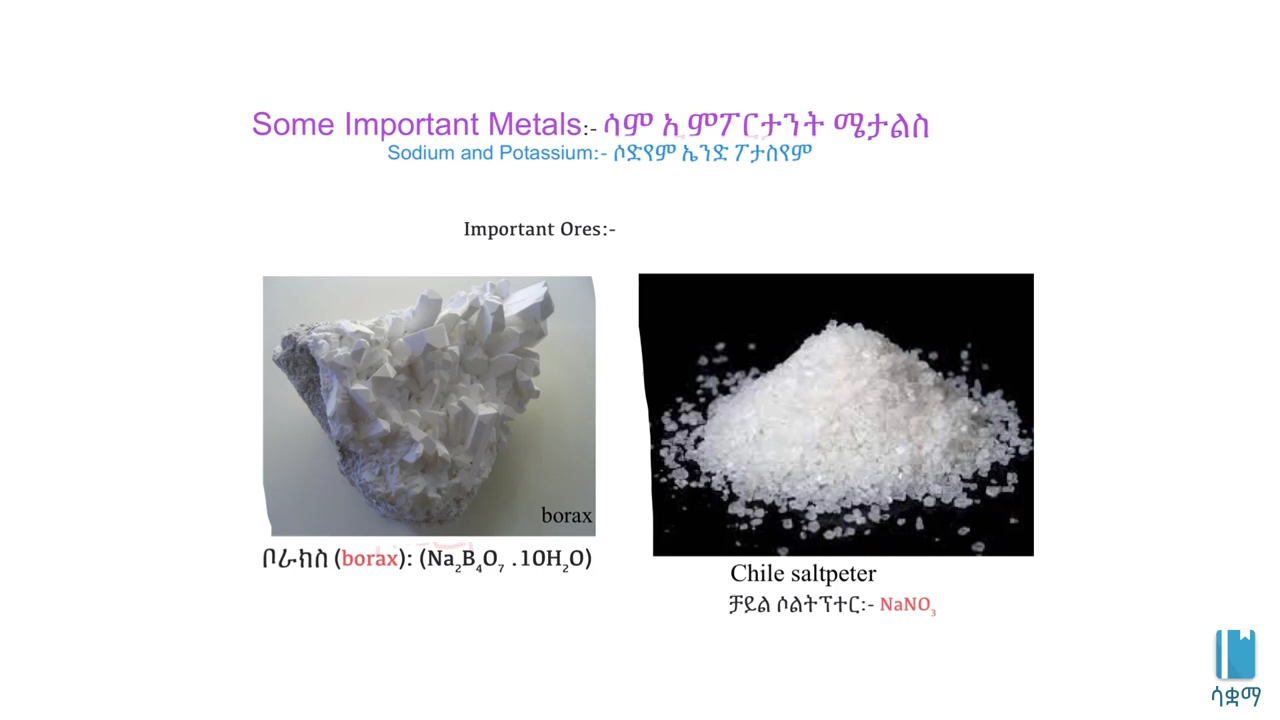 Some Important Metals:- ሳም ኢምፖርታንት ሜታልስ
Sodium and Potassium:- ሶድየም ኤንድ ፖታስየም
Important Ores:-
borax
ቦራክስ (borax): (Na₂B₄O₇ .10H₂O)
Chile saltpeter
ቻይል ሶልትፕተር:- NaNO₃
ሳቋማ